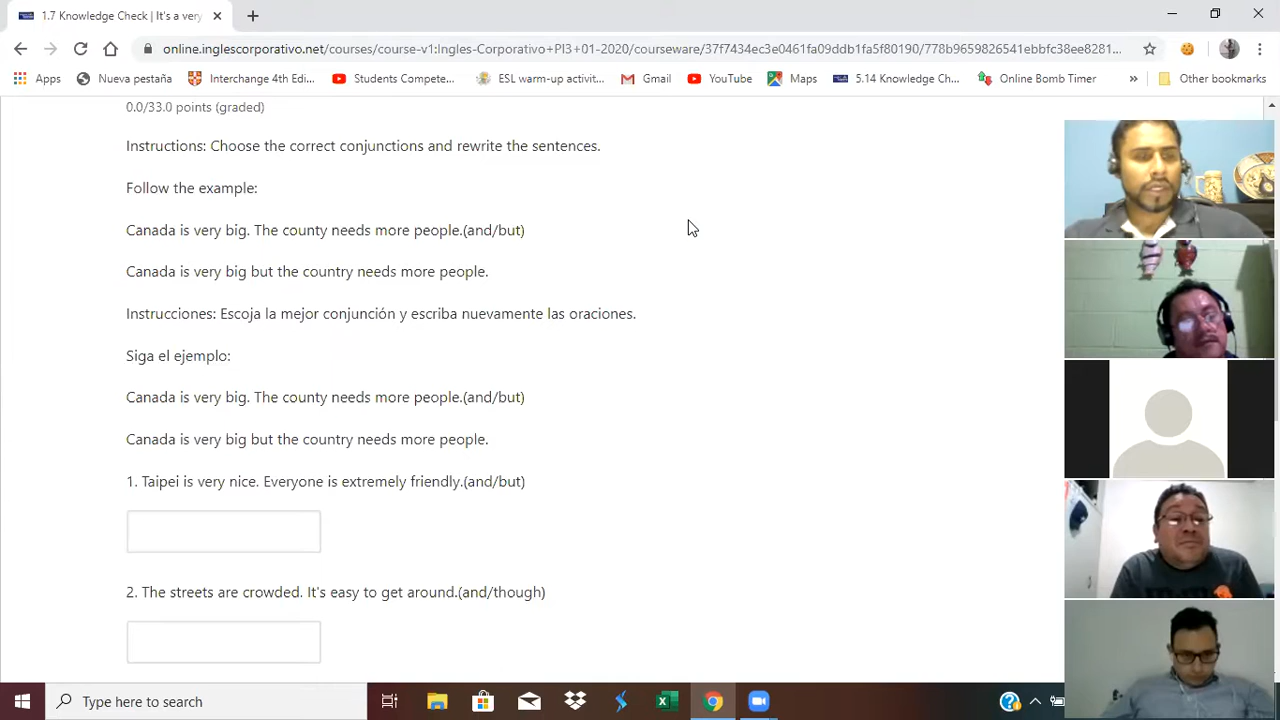 1.7 Knowledge Check | It's a very
online.inglescorporativo.net/courses/course-v1:Ingles-Corporativo+PI3+01-2020/courseware/37f7434ec3e0461fa09ddb1fa5f80190/778b9659826541ebbfc38ee8281...
Apps Nueva pestaña Interchange 4th Edi... Students Compete... ESL warm-up activit... Gmail YouTube Maps 5.14 Knowledge Ch... Online Bomb Timer » Other bookmarks
0.0/33.0 points (graded)
Instructions: Choose the correct conjunctions and rewrite the sentences.
Follow the example:
Canada is very big. The county needs more people.(and/but)
Canada is very big but the country needs more people.
Instrucciones: Escoja la mejor conjunción y escriba nuevamente las oraciones.
Siga el ejemplo:
Canada is very big. The county needs more people.(and/but)
Canada is very big but the country needs more people.
1. Taipei is very nice. Everyone is extremely friendly.(and/but)
2. The streets are crowded. It's easy to get around.(and/though)
Type here to search